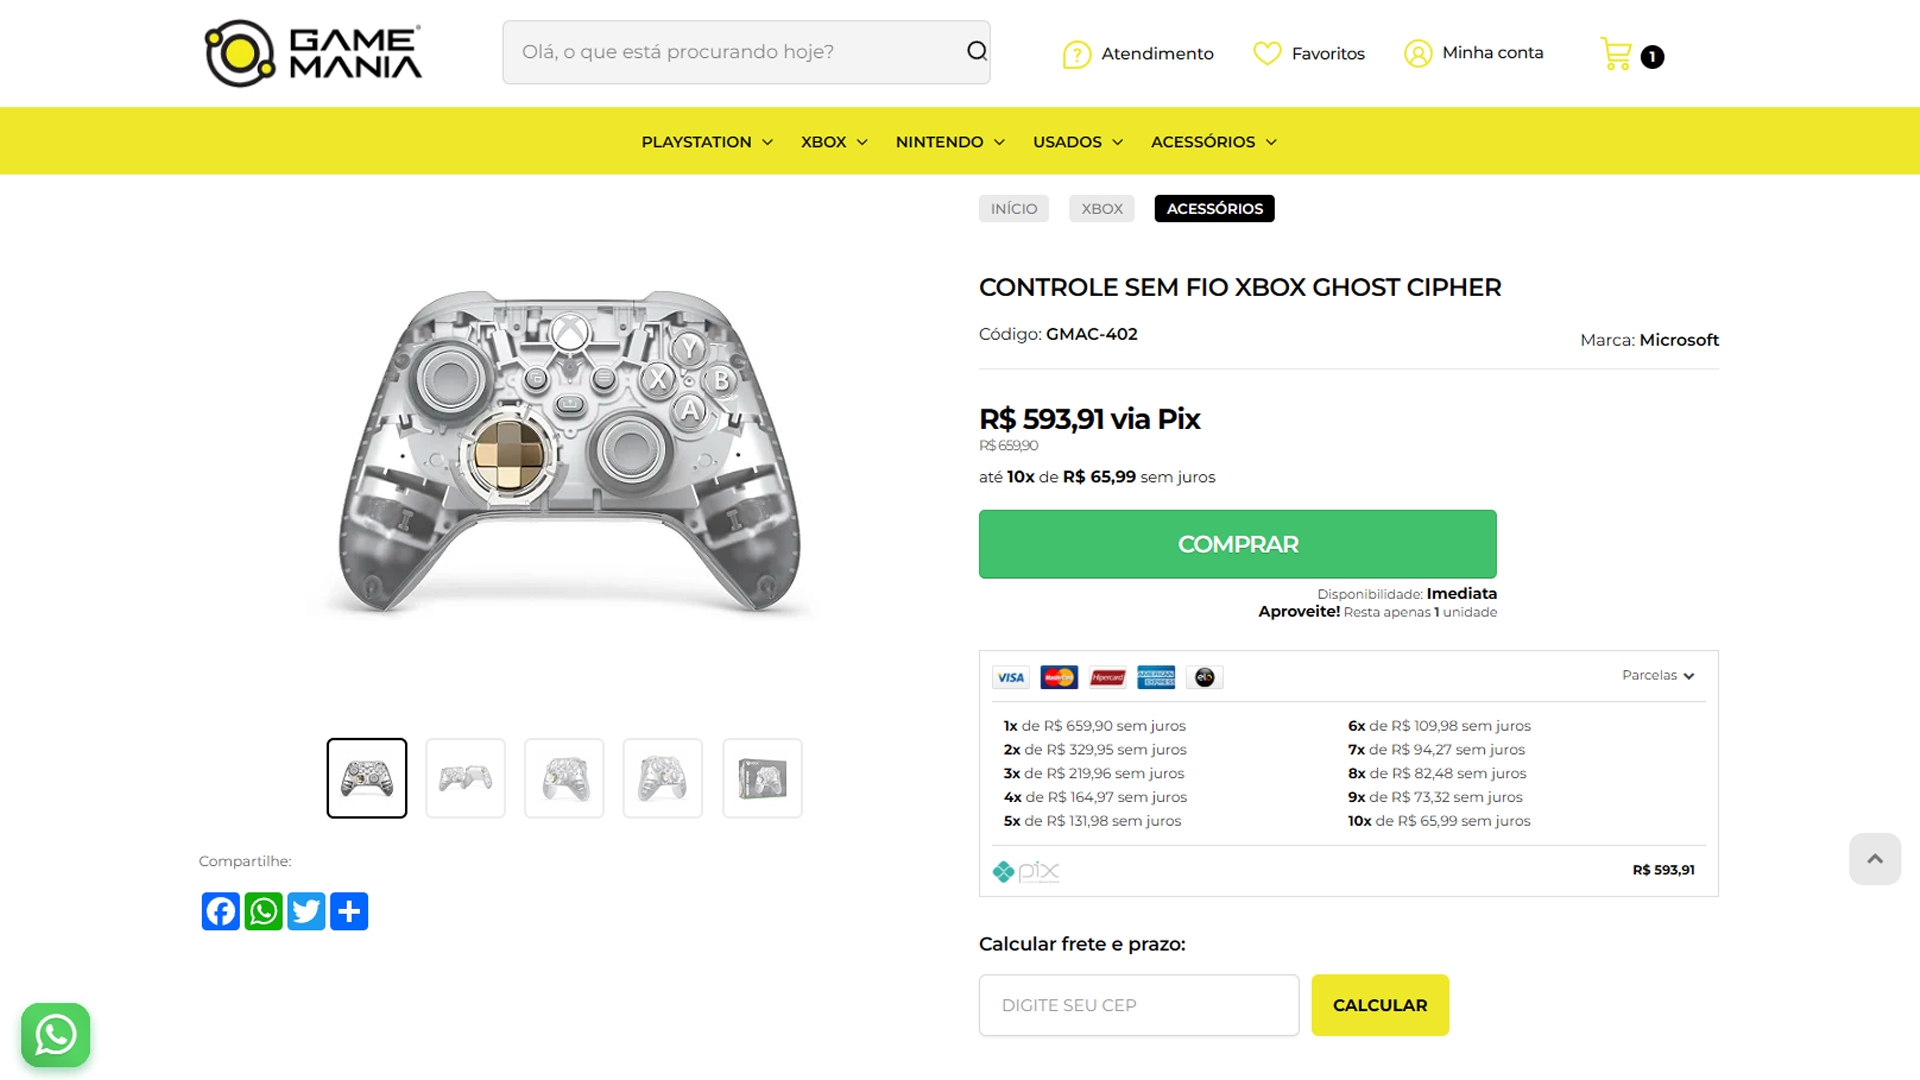 GAME MANIA
Olá, o que está procurando hoje?
Atendimento
Favoritos
Minha conta
1
PLAYSTATION
XBOX
NINTENDO
USADOS
ACESSÓRIOS
INÍCIO
XBOX
ACESSÓRIOS
CONTROLE SEM FIO XBOX GHOST CIPHER
Código: GMAC-402
Marca: Microsoft
R$ 593,91 via Pix
R$ 659,90
até 10x de R$ 65,99 sem juros
COMPRAR
Disponibilidade: Imediata
Aproveite! Resta apenas 1 unidade
Y
X
B
A
VISA
MasterCard
Hipercard
AMERICAN EXPRESS
elo
Parcelas
1x de R$ 659,90 sem juros
2x de R$ 329,95 sem juros
3x de R$ 219,96 sem juros
4x de R$ 164,97 sem juros
5x de R$ 131,98 sem juros
6x de R$ 109,98 sem juros
7x de R$ 94,27 sem juros
8x de R$ 82,48 sem juros
9x de R$ 73,32 sem juros
10x de R$ 65,99 sem juros
pix
R$ 593,91
Compartilhe:
Calcular frete e prazo:
DIGITE SEU CEP
CALCULAR